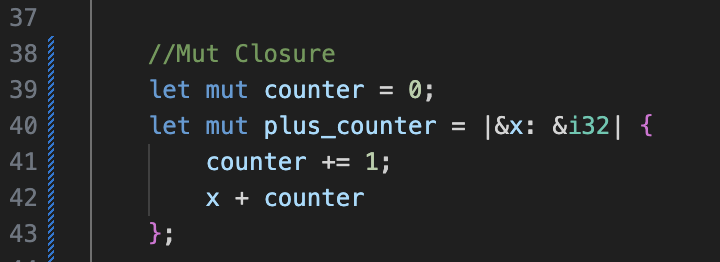 37
38 //Mut Closure
39 let mut counter = 0;
40 let mut plus_counter = |&x: &i32| {
41 counter += 1;
42 x + counter
43 };